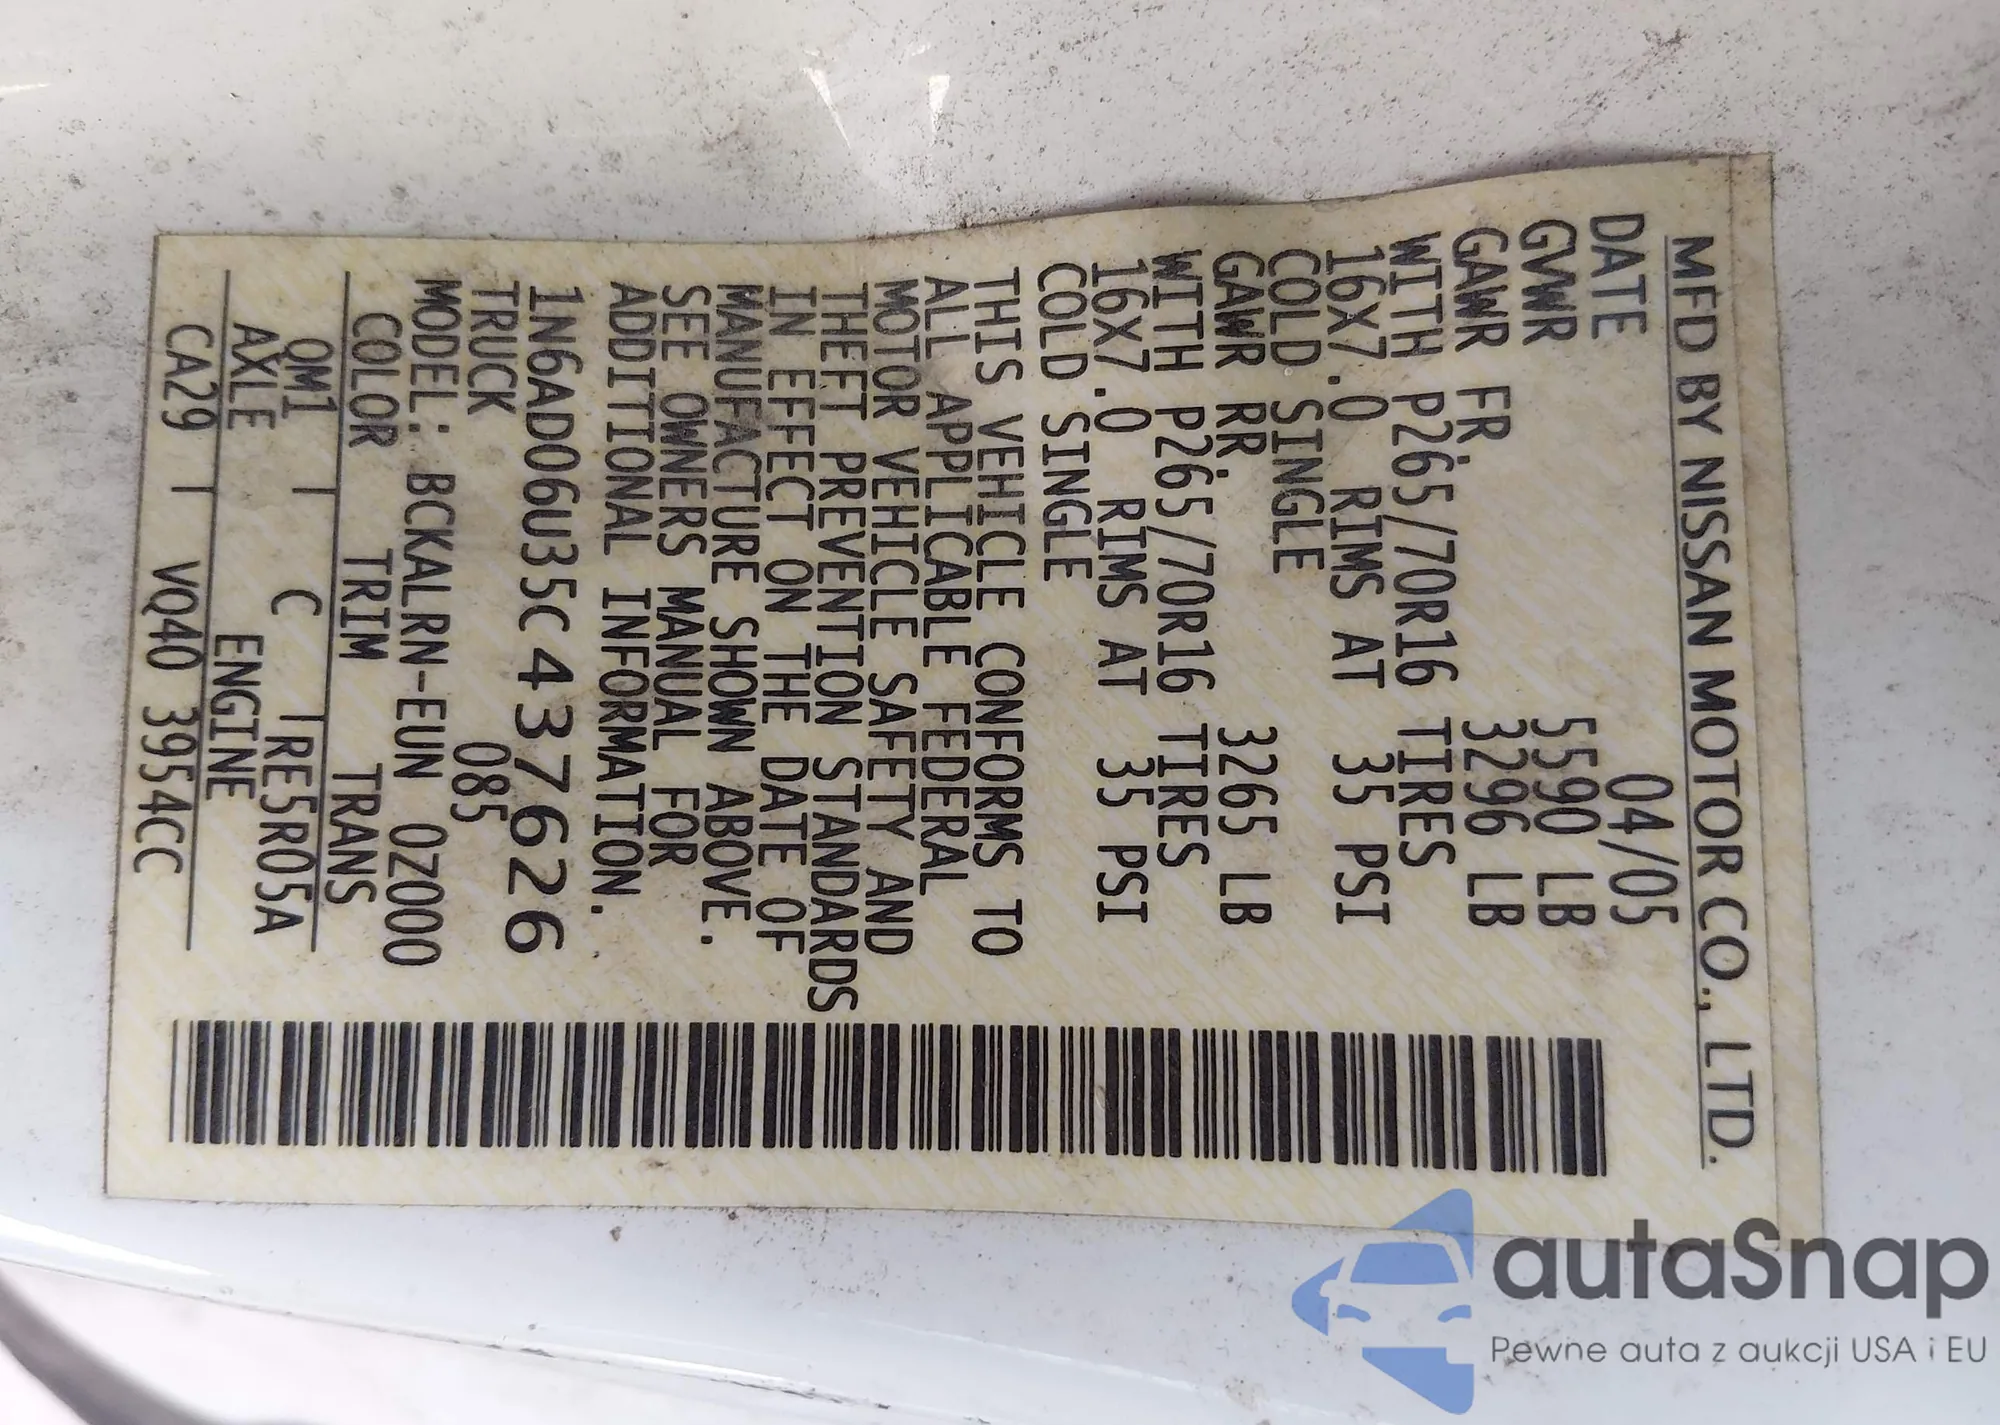 MFD BY NISSAN MOTOR CO., LTD.
DATE 04/05
GVWR 5590 LB
GAWR FR. 3296 LB
WITH P265/70R16 TIRES
16X7.0 RIMS AT 35 PSI
COLD SINGLE
GAWR RR. 3265 LB
WITH P265/70R16 TIRES
16X7.0 RIMS AT 35 PSI
COLD SINGLE
THIS VEHICLE CONFORMS TO
ALL APPLICABLE FEDERAL
MOTOR VEHICLE SAFETY AND
THEFT PREVENTION STANDARDS
IN EFFECT ON THE DATE OF
MANUFACTURE SHOWN ABOVE.
SEE OWNERS MANUAL FOR
ADDITIONAL INFORMATION.
1N6AD06U35C437626
TRUCK 085
MODEL: BCKALRN-EUN 0Z000
COLOR TRIM TRANS
QM1 | C | RE5R05A
AXLE ENGINE
CA29 | VQ40 3954CC
autaSnap
Pewne auta z aukcji USA i EU